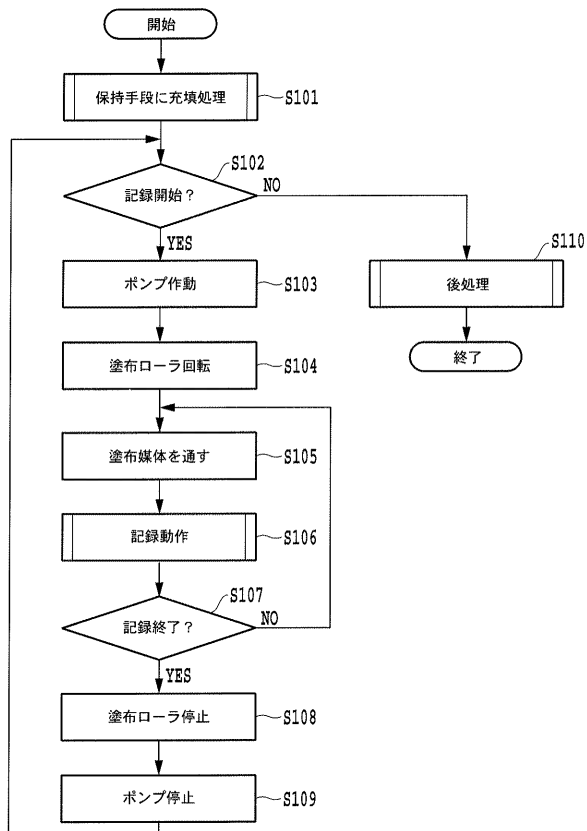 開始
保持手段に充填処理
S101
S102
記録開始？
NO
YES
S110
ポンプ作動
S103
後処理
塗布ローラ回転
S104
終了
塗布媒体を通す
S105
記録動作
S106
S107
記録終了？
NO
YES
塗布ローラ停止
S108
ポンプ停止
S109